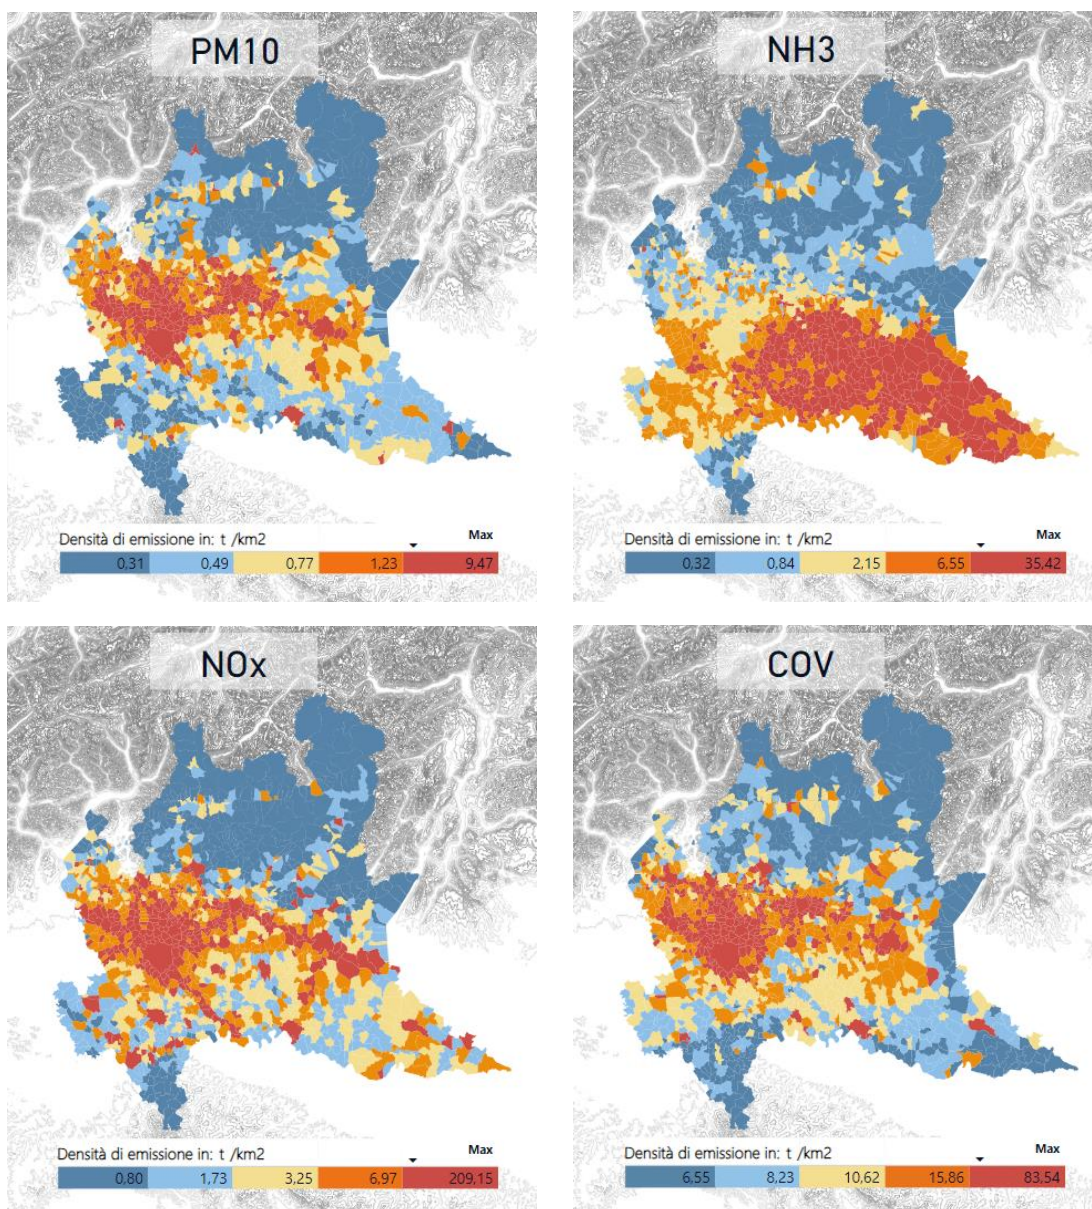 PM10
Densità di emissione in: t /km2 Max
0,31 0,49 0,77 1,23 9,47
NH3
Densità di emissione in: t /km2 Max
0,32 0,84 2,15 6,55 35,42
NOx
Densità di emissione in: t /km2 Max
0,80 1,73 3,25 6,97 209,15
COV
Densità di emissione in: t /km2 Max
6,55 8,23 10,62 15,86 83,54